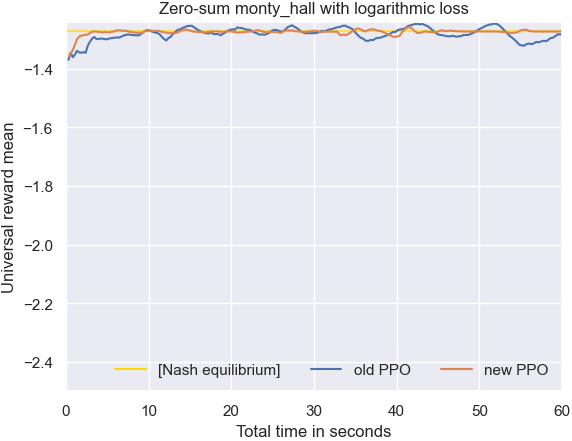 Zero-sum monty_hall with logarithmic loss
Universal reward mean
−1.4
−1.6
−1.8
−2.0
−2.2
−2.4
[Nash equilibrium]
old PPO
new PPO
0 10 20 30 40 50 60
Total time in seconds